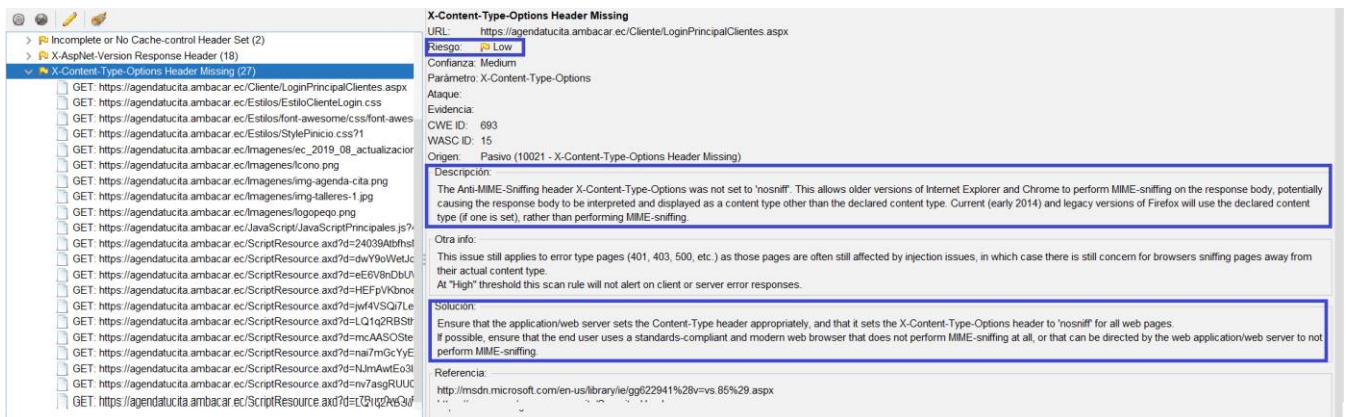 Incomplete or No Cache-control Header Set (2)
X-AspNet-Version Response Header (18)
X-Content-Type-Options Header Missing (27)
GET: https://agendatucita.ambacar.ec/Cliente/LoginPrincipalClientes.aspx
GET: https://agendatucita.ambacar.ec/Estilos/EstiloClienteLogin.css
GET: https://agendatucita.ambacar.ec/Estilos/font-awesome/css/font-awes
GET: https://agendatucita.ambacar.ec/Estilos/StylePinicio.css?1
GET: https://agendatucita.ambacar.ec/Imagenes/ec_2019_08_actualizacior
GET: https://agendatucita.ambacar.ec/Imagenes/Icono.png
GET: https://agendatucita.ambacar.ec/Imagenes/img-agenda-cita.png
GET: https://agendatucita.ambacar.ec/Imagenes/img-talleres-1.jpg
GET: https://agendatucita.ambacar.ec/Imagenes/logopeqo.png
GET: https://agendatucita.ambacar.ec/JavaScript/JavaScriptPrincipales.js?
GET: https://agendatucita.ambacar.ec/ScriptResource.axd?d=24039Atbfhs
GET: https://agendatucita.ambacar.ec/ScriptResource.axd?d=dwY9oWetJc
GET: https://agendatucita.ambacar.ec/ScriptResource.axd?d=eE6V8nDbU
GET: https://agendatucita.ambacar.ec/ScriptResource.axd?d=HEFpVKbnoe
GET: https://agendatucita.ambacar.ec/ScriptResource.axd?d=jwf4VSQi7Le
GET: https://agendatucita.ambacar.ec/ScriptResource.axd?d=LQ1q2RBSth
GET: https://agendatucita.ambacar.ec/ScriptResource.axd?d=mcAASOSte
GET: https://agendatucita.ambacar.ec/ScriptResource.axd?d=nai7mGcYyE
GET: https://agendatucita.ambacar.ec/ScriptResource.axd?d=NJmAwtEo3l
GET: https://agendatucita.ambacar.ec/ScriptResource.axd?d=nv7asgRUU
GET: https://agendatucita.ambacar.ec/ScriptResource.axd?d=
X-Content-Type-Options Header Missing
URL: https://agendatucita.ambacar.ec/Cliente/LoginPrincipalClientes.aspx
Riesgo: Low
Confianza: Medium
Parámetro: X-Content-Type-Options
Ataque:
Evidencia:
CWE ID: 693
WASC ID: 15
Origen: Pasivo (10021 - X-Content-Type-Options Header Missing)
Descripción:
The Anti-MIME-Sniffing header X-Content-Type-Options was not set to 'nosniff'. This allows older versions of Internet Explorer and Chrome to perform MIME-sniffing on the response body, potentially
causing the response body to be interpreted and displayed as a content type other than the declared content type. Current (early 2014) and legacy versions of Firefox will use the declared content
type (if one is set), rather than performing MIME-sniffing.
Otra info:
This issue still applies to error type pages (401, 403, 500, etc.) as those pages are often still affected by injection issues, in which case there is still concern for browsers sniffing pages away from
their actual content type.
At "High" threshold this scan rule will not alert on client or server error responses.
Solución:
Ensure that the application/web server sets the Content-Type header appropriately, and that it sets the X-Content-Type-Options header to 'nosniff' for all web pages.
If possible, ensure that the end user uses a standards-compliant and modern web browser that does not perform MIME-sniffing at all, or that can be directed by the web application/web server to not
perform MIME-sniffing.
Referencia:
http://msdn.microsoft.com/en-us/library/ie/gg622941%28v=vs.85%29.aspx